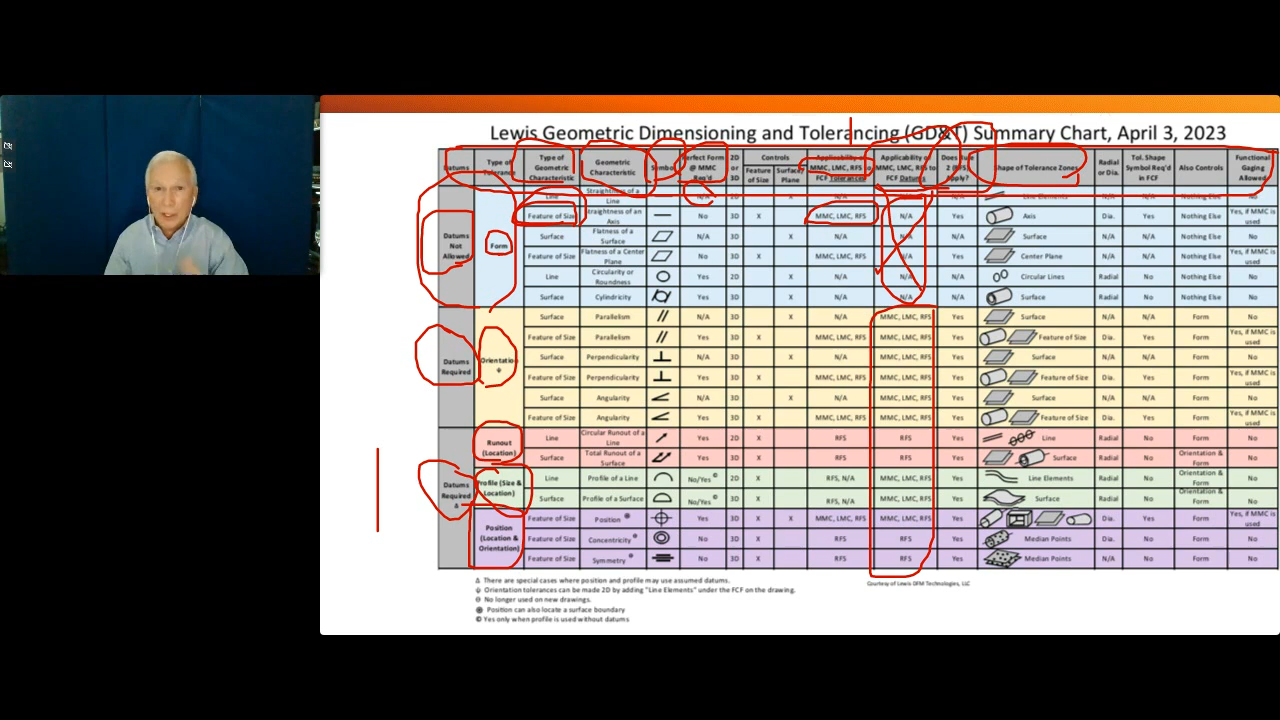 Lewis Geometric Dimensioning and Tolerancing (GD&T) Summary Chart, April 3, 2023
Datums Type of Tolerance Type of Geometric Characteristic Geometric Characteristic Symbol Perfect Form @ MMC Req'd 2D or 3D Controls Feature of Size Surface/ Plane Applicability of MMC, LMC, RFS to FCF Tolerances Applicability of MMC, LMC, RFS to FCF Datums Does Rule 2 (RFS) Apply? Shape of Tolerance Zones Radial or Dia. Tol. Shape Symbol Req'd in FCF Also Controls Functional Gaging Allowed
Datums Not Allowed Form
Line Straightness of a Line N/A 2D X N/A N/A N/A Line Elements N/A N/A Nothing Else No
Feature of Size Straightness of an Axis — No 3D X MMC, LMC, RFS N/A Yes Axis Dia. Yes Nothing Else Yes, if MMC is used
Surface Flatness of a Surface N/A 3D X N/A N/A N/A Surface N/A N/A Nothing Else No
Feature of Size Flatness of a Center Plane No 3D X MMC, LMC, RFS N/A Yes Center Plane N/A No Nothing Else Yes, if MMC is used
Line Circularity or Roundness Yes 2D X N/A N/A N/A Circular Lines Radial No Nothing Else No
Surface Cylindricity Yes 3D X N/A N/A N/A Surface Radial No Nothing Else No
Datums Required Orientation ψ
Surface Parallelism // N/A 3D X N/A MMC, LMC, RFS Yes Surface N/A N/A Form No
Feature of Size Parallelism // Yes 3D X MMC, LMC, RFS MMC, LMC, RFS Yes Feature of Size Dia. Yes Form Yes, if MMC is used
Surface Perpendicularity ⊥ N/A 3D X N/A MMC, LMC, RFS Yes Surface N/A No Form No
Feature of Size Perpendicularity ⊥ Yes 3D X MMC, LMC, RFS MMC, LMC, RFS Yes Feature of Size Dia. Yes Form Yes, if MMC is used
Surface Angularity ∠ N/A 3D X N/A MMC, LMC, RFS Yes Surface N/A No Form No
Feature of Size Angularity ∠ Yes 3D X MMC, LMC, RFS MMC, LMC, RFS Yes Feature of Size Dia. Yes Form Yes, if MMC is used
Datums Required Δ
Runout (Location)
Line Circular Runout of a Line Yes 2D X RFS RFS Yes Line Radial No Form No
Surface Total Runout of a Surface Yes 3D X RFS RFS Yes Surface Radial No Orientation & Form No
Profile (Size & Location)
Line Profile of a Line No/Yes © 2D X RFS, N/A MMC, LMC, RFS Yes Line Elements Radial No Orientation & Form No
Surface Profile of a Surface No/Yes © 3D X RFS, N/A MMC, LMC, RFS Yes Surface Radial No Orientation & Form No
Position (Location & Orientation)
Feature of Size Position Yes 3D X X MMC, LMC, RFS MMC, LMC, RFS Yes Dia. Yes Form Yes, if MMC is used
Feature of Size Concentricity No 3D X RFS RFS Yes Median Points Dia. Yes Form No
Feature of Size Symmetry No 3D X RFS RFS Yes Median Points N/A No Form No
Δ There are special cases where position and profile may use assumed datums.
ψ Orientation tolerances can be made 2D by adding "Line Elements" under the FCF on the drawing.
No longer used on new drawings.
Position can also locate a surface boundary
© Yes only when profile is used without datums
Courtesy of Lewis DFM Technologies, LLC